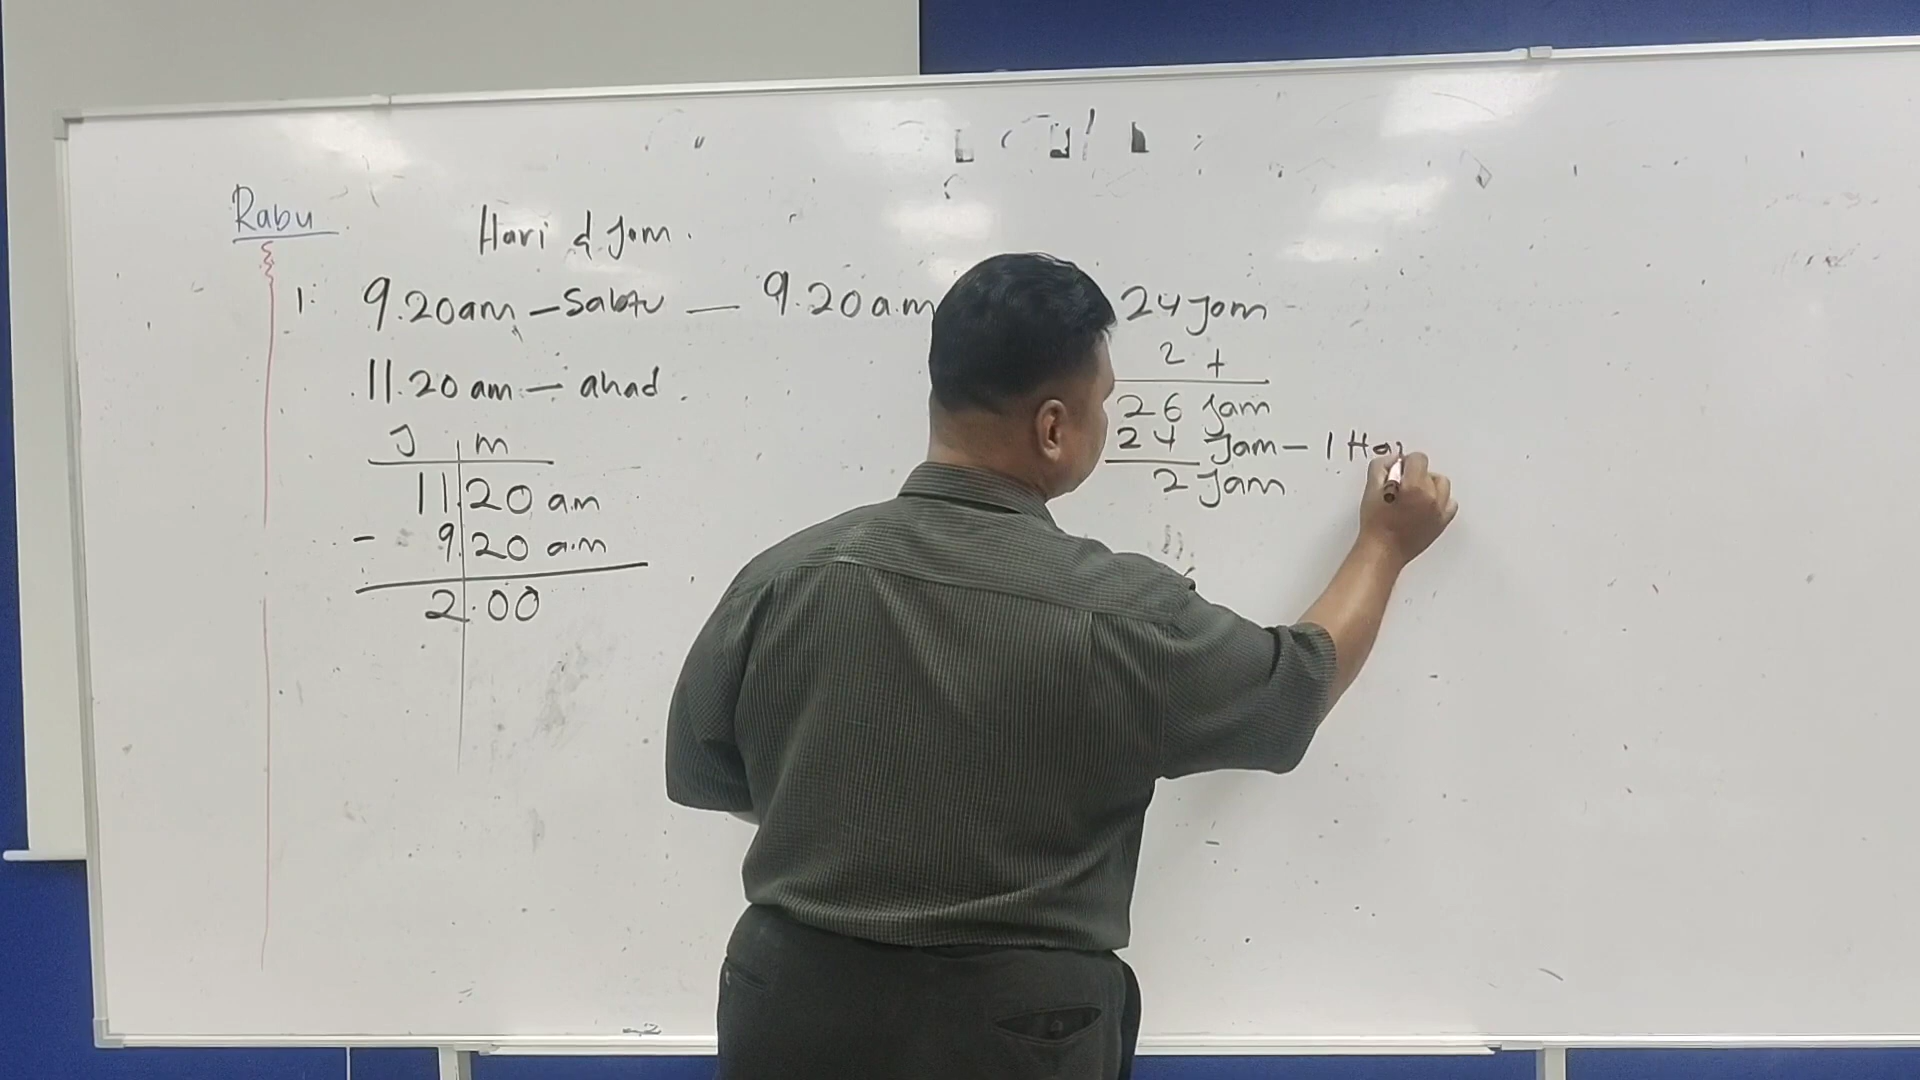 Rabu
Hari & Jam.
1: 9.20am – Sabtu — 9.20 a.m
11.20 am – ahad.
J m
11.20 am
- 9.20 a.m
2.00
24 Jam
2 +
26 Jam
24 Jam – 1 Ha
2 Jam